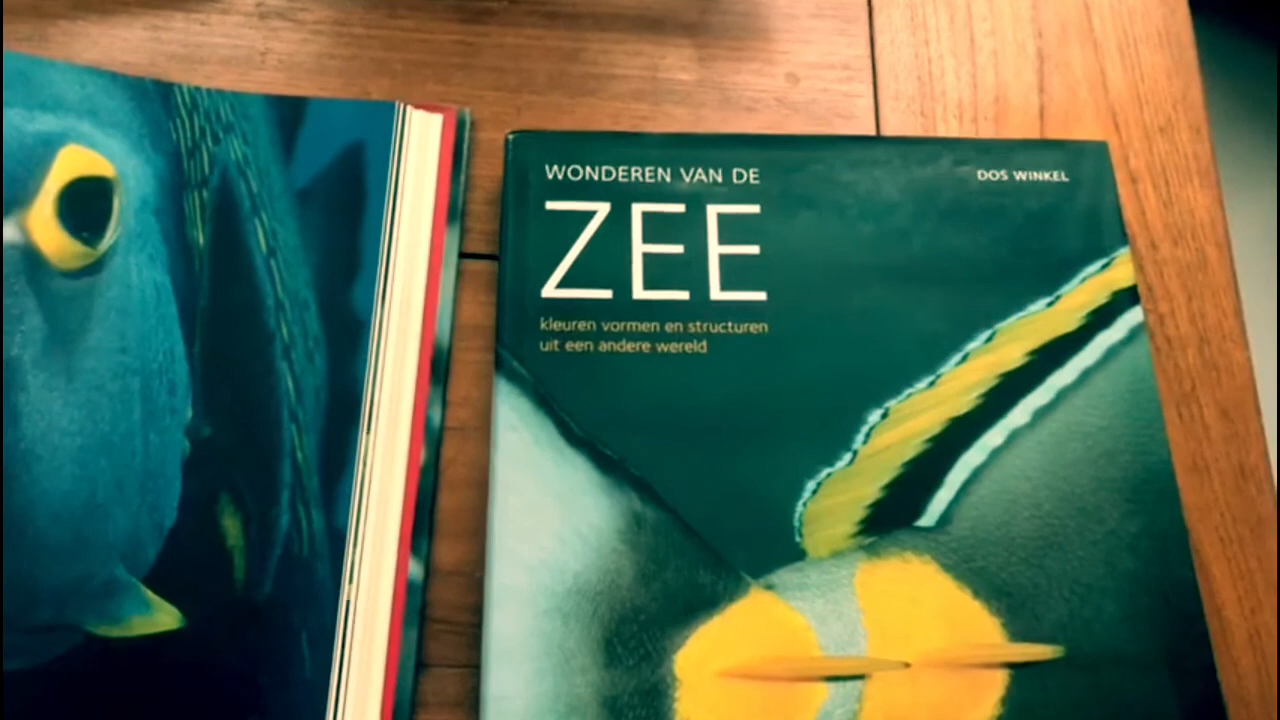 WONDEREN VAN DE
DOS WINKEL
ZEE
kleuren vormen en structuren
uit een andere wereld